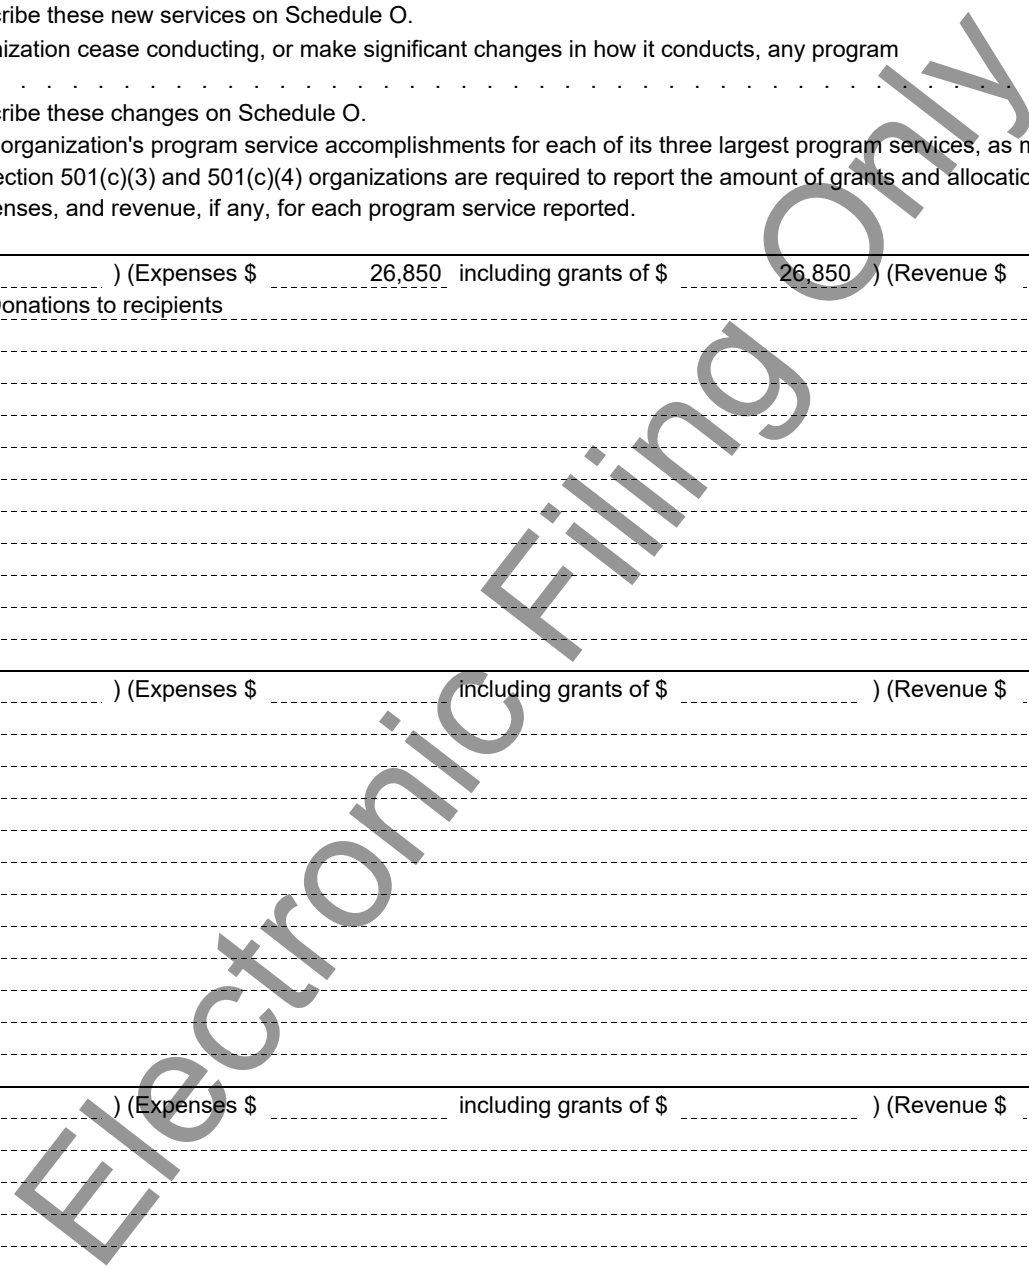 cribe these new services on Schedule O.
nization cease conducting, or make significant changes in how it conducts, any program
. . . . . . . . . . . . . . . . . . . . . . . . . . . . . . . . . . . . . . .
cribe these changes on Schedule O.
organization's program service accomplishments for each of its three largest program services, as m
ection 501(c)(3) and 501(c)(4) organizations are required to report the amount of grants and allocatio
enses, and revenue, if any, for each program service reported.
) (Expenses $ 26,850 including grants of $ 26,850 ) (Revenue $
onations to recipients
) (Expenses $ including grants of $ ) (Revenue $
) (Expenses $ including grants of $ ) (Revenue $
Electronic Filing Only